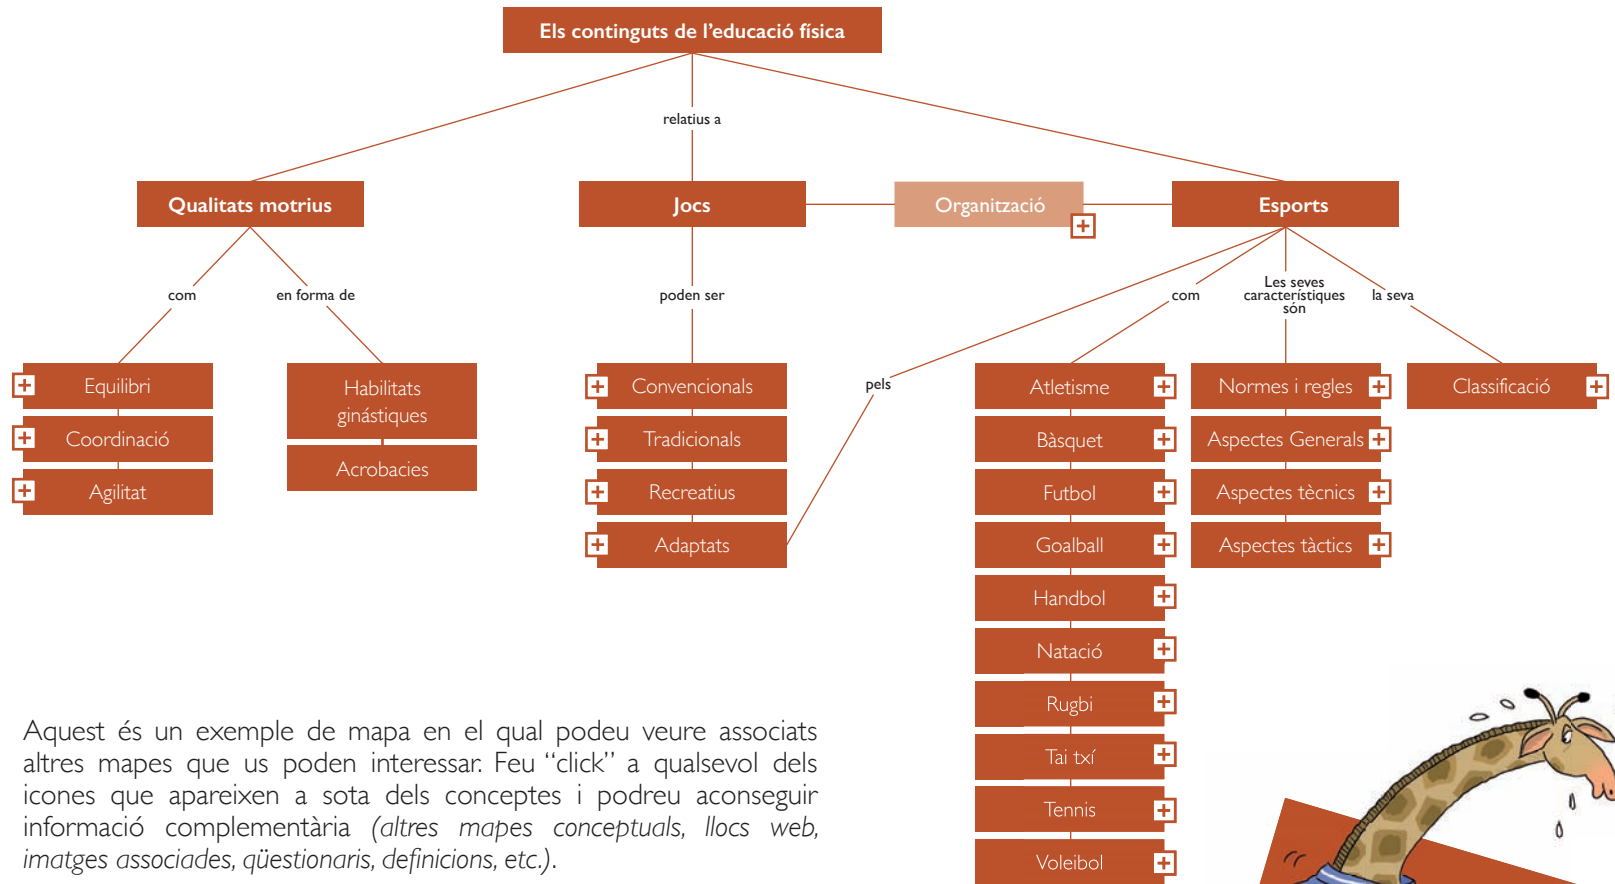 Els continguts de l'educació física
relatius a
Qualitats motrius
Jocs
Organització
Esports
com
en forma de
poden ser
pels
com
Les seves
característiques
són
la seva
Equilibri
Coordinació
Agilitat
Habilitats
ginástiques
Acrobacies
Convencionals
Tradicionals
Recreatius
Adaptats
Atletisme
Bàsquet
Futbol
Goalball
Handbol
Natació
Rugbi
Tai txí
Tennis
Voleibol
Normes i regles
Aspectes Generals
Aspectes tècnics
Aspectes tàctics
Classificació
Aquest és un exemple de mapa en el qual podeu veure associats
altres mapes que us poden interessar. Feu “click” a qualsevol dels
icones que apareixen a sota dels conceptes i podreu aconseguir
informació complementària (altres mapes conceptuals, llocs web,
imatges associades, qüestionaris, definicions, etc.).